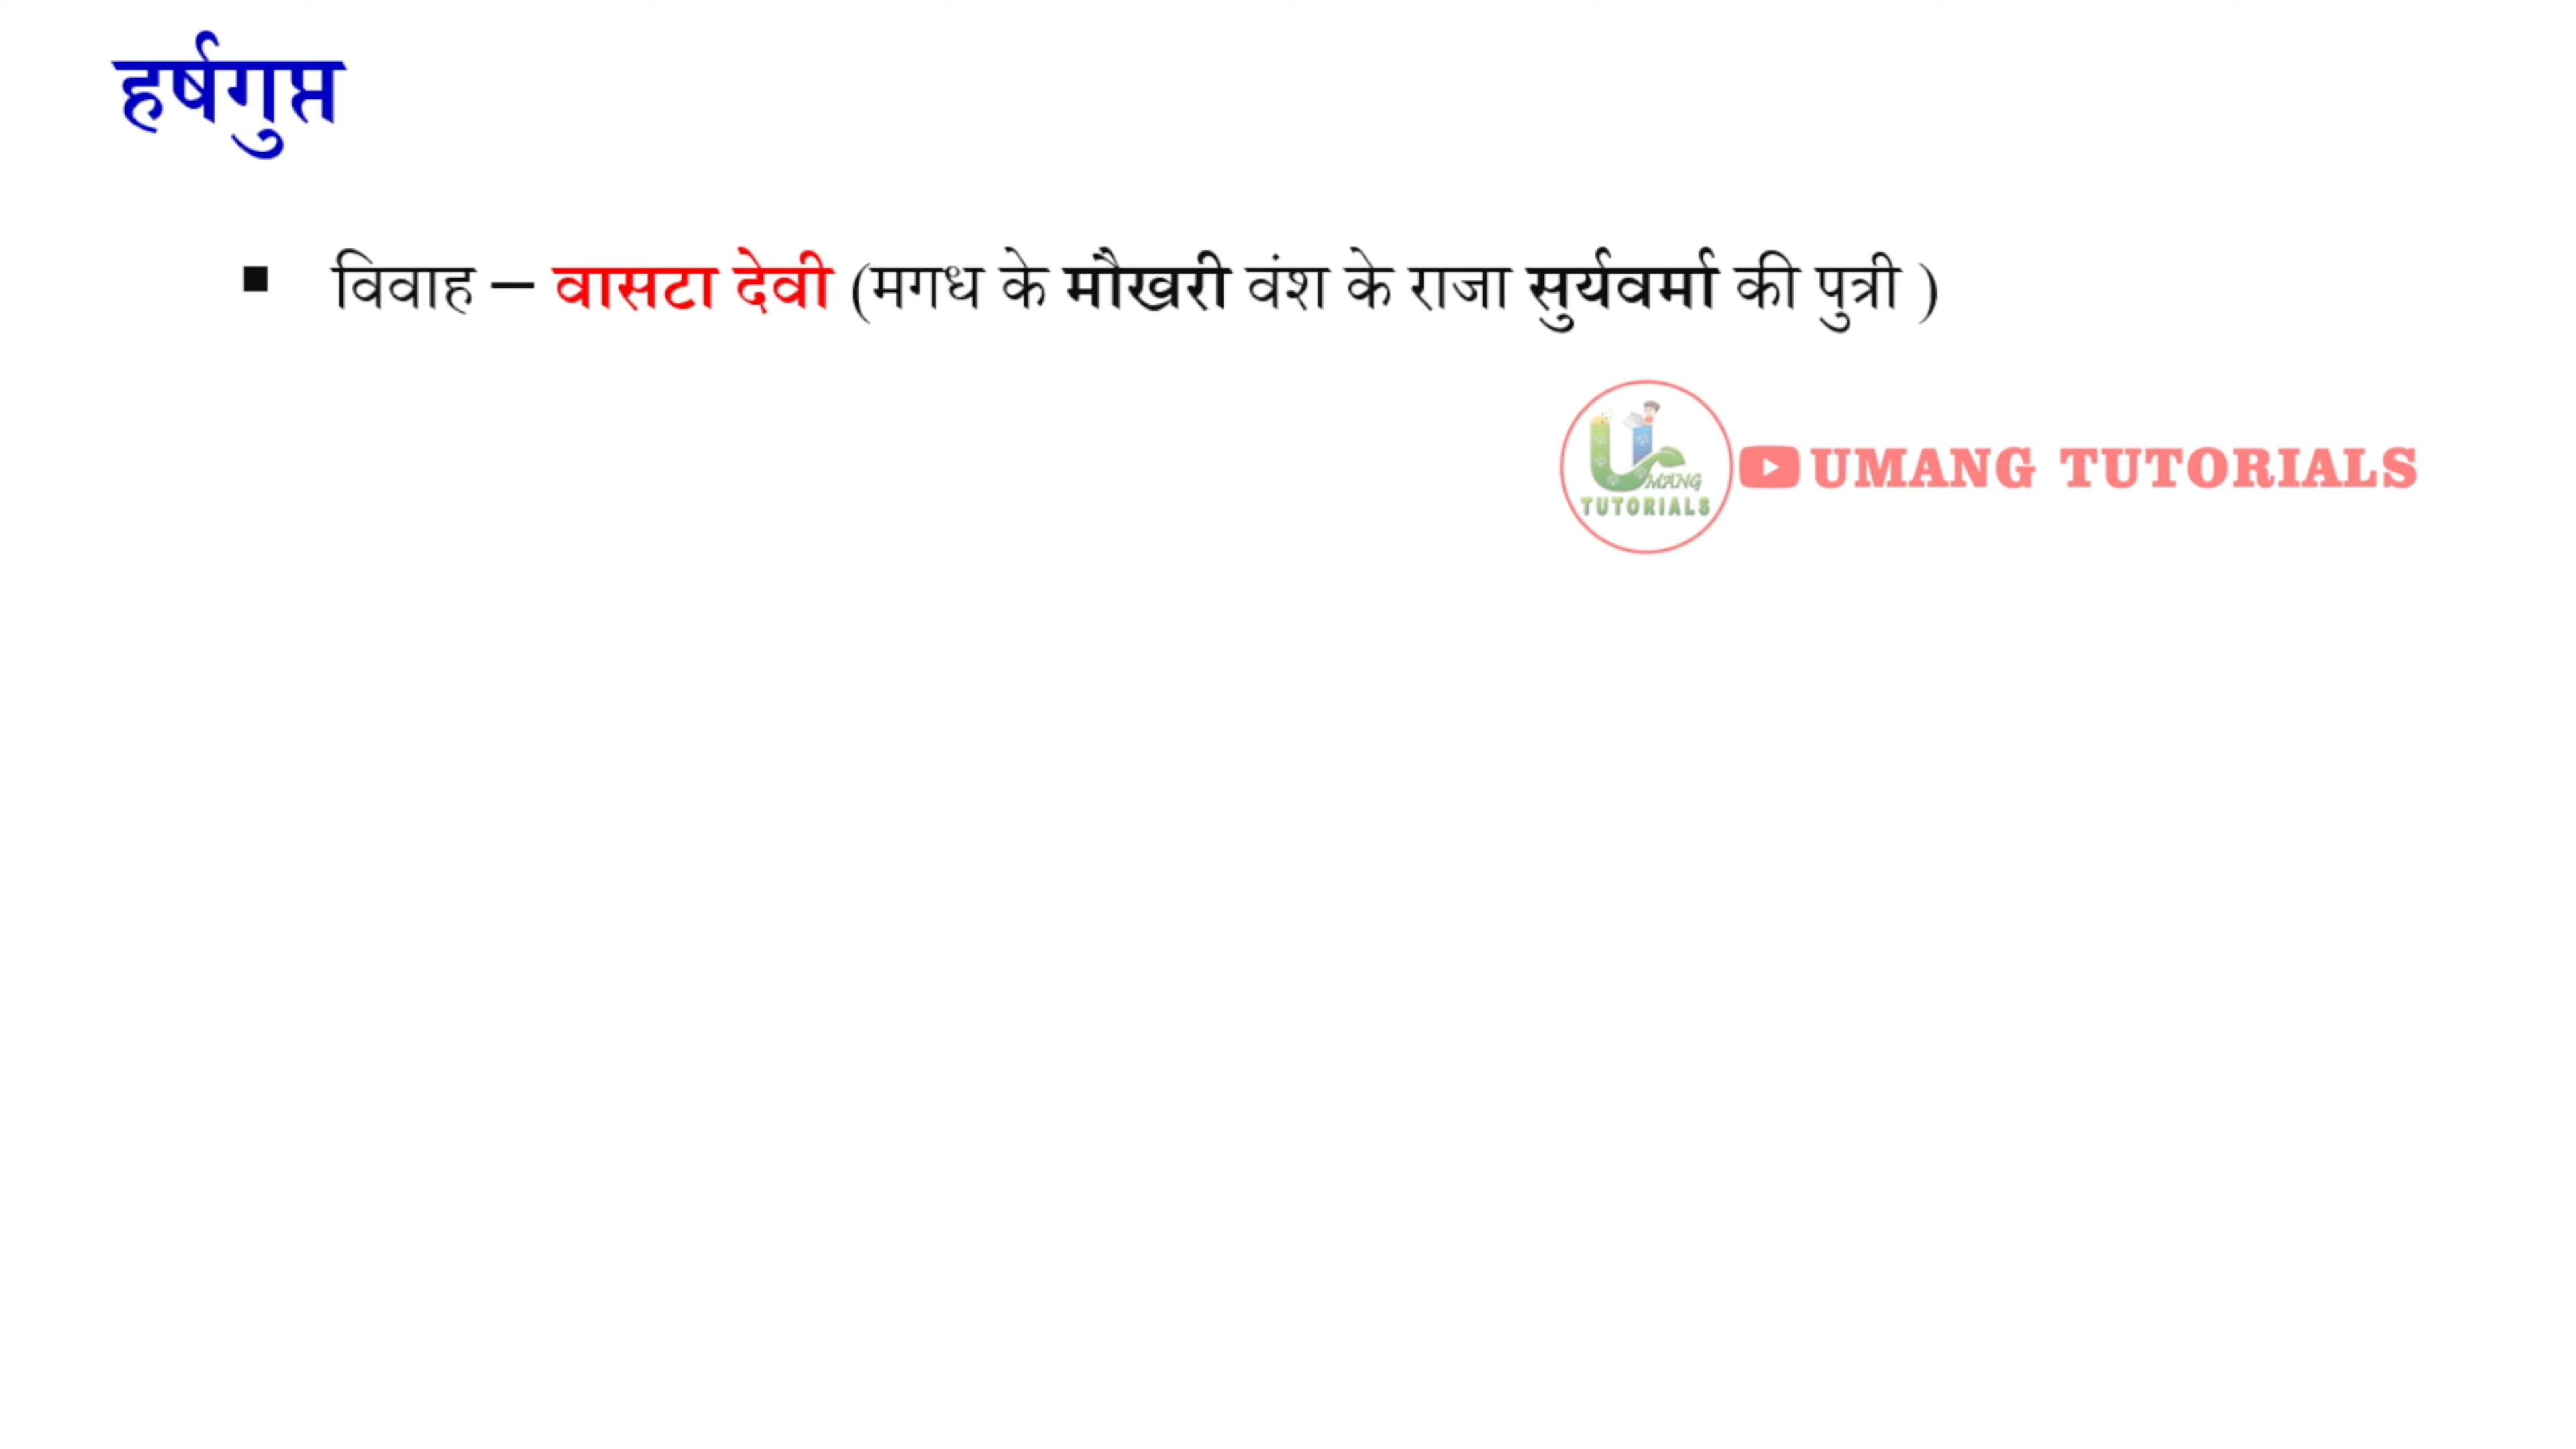 हर्षगुप्त
▪ विवाह – वासटा देवी (मगध के मौखरी वंश के राजा सुर्यवर्मा की पुत्री )
UMANG TUTORIALS
UMANG TUTORIALS